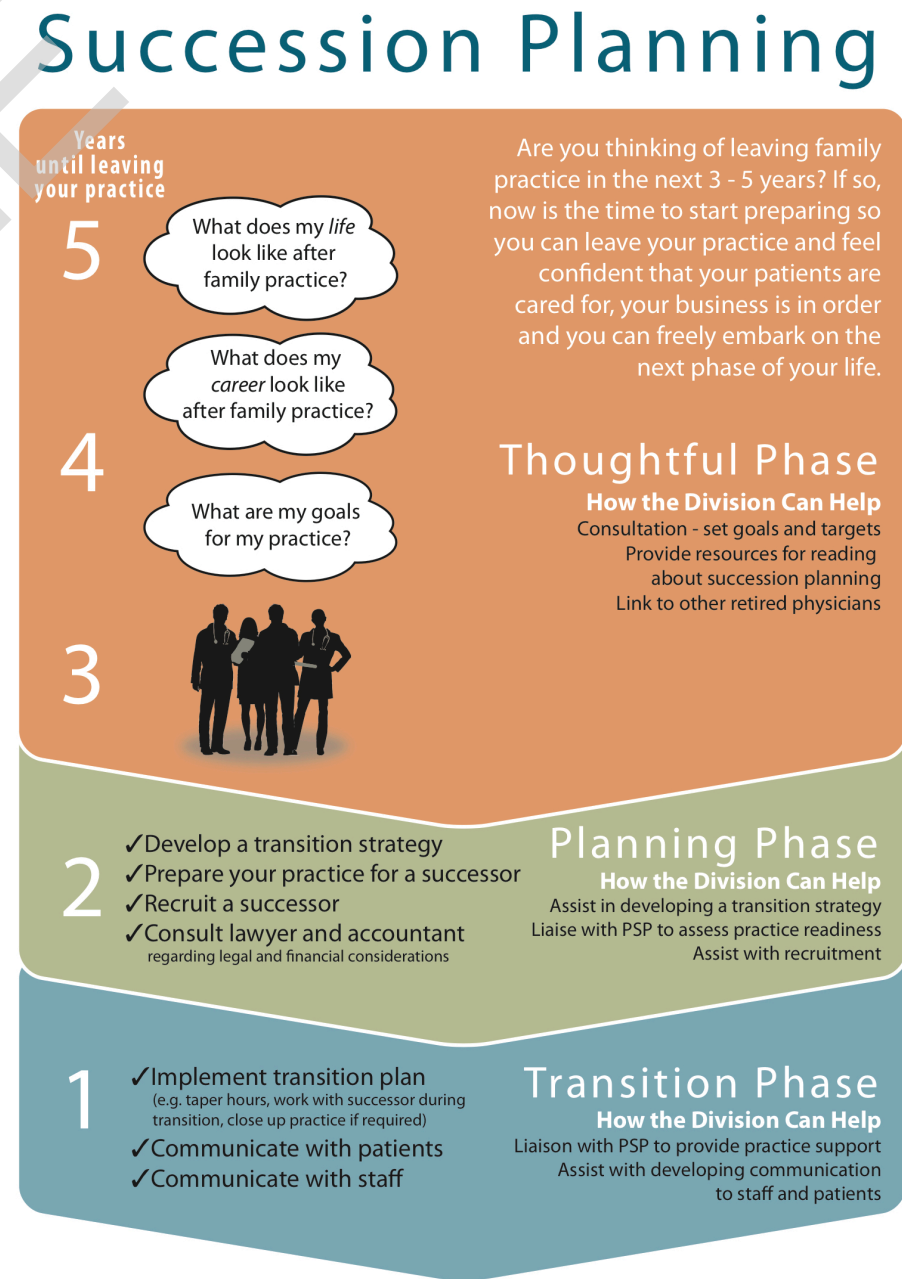 Succession Planning
Years
until leaving
your practice
5
What does my life
look like after
family practice?
Are you thinking of leaving family
practice in the next 3 - 5 years? If so,
now is the time to start preparing so
you can leave your practice and feel
confident that your patients are
cared for, your business is in order
and you can freely embark on the
next phase of your life.
What does my
career look like
after family practice?
4
What are my goals
for my practice?
Thoughtful Phase
How the Division Can Help
Consultation - set goals and targets
Provide resources for reading
about succession planning
Link to other retired physicians
3
2
✓Develop a transition strategy
✓Prepare your practice for a successor
✓Recruit a successor
✓Consult lawyer and accountant
regarding legal and financial considerations
Planning Phase
How the Division Can Help
Assist in developing a transition strategy
Liaise with PSP to assess practice readiness
Assist with recruitment
1
✓Implement transition plan
(e.g. taper hours, work with successor during
transition, close up practice if required)
✓Communicate with patients
✓Communicate with staff
Transition Phase
How the Division Can Help
Liaison with PSP to provide practice support
Assist with developing communication
to staff and patients